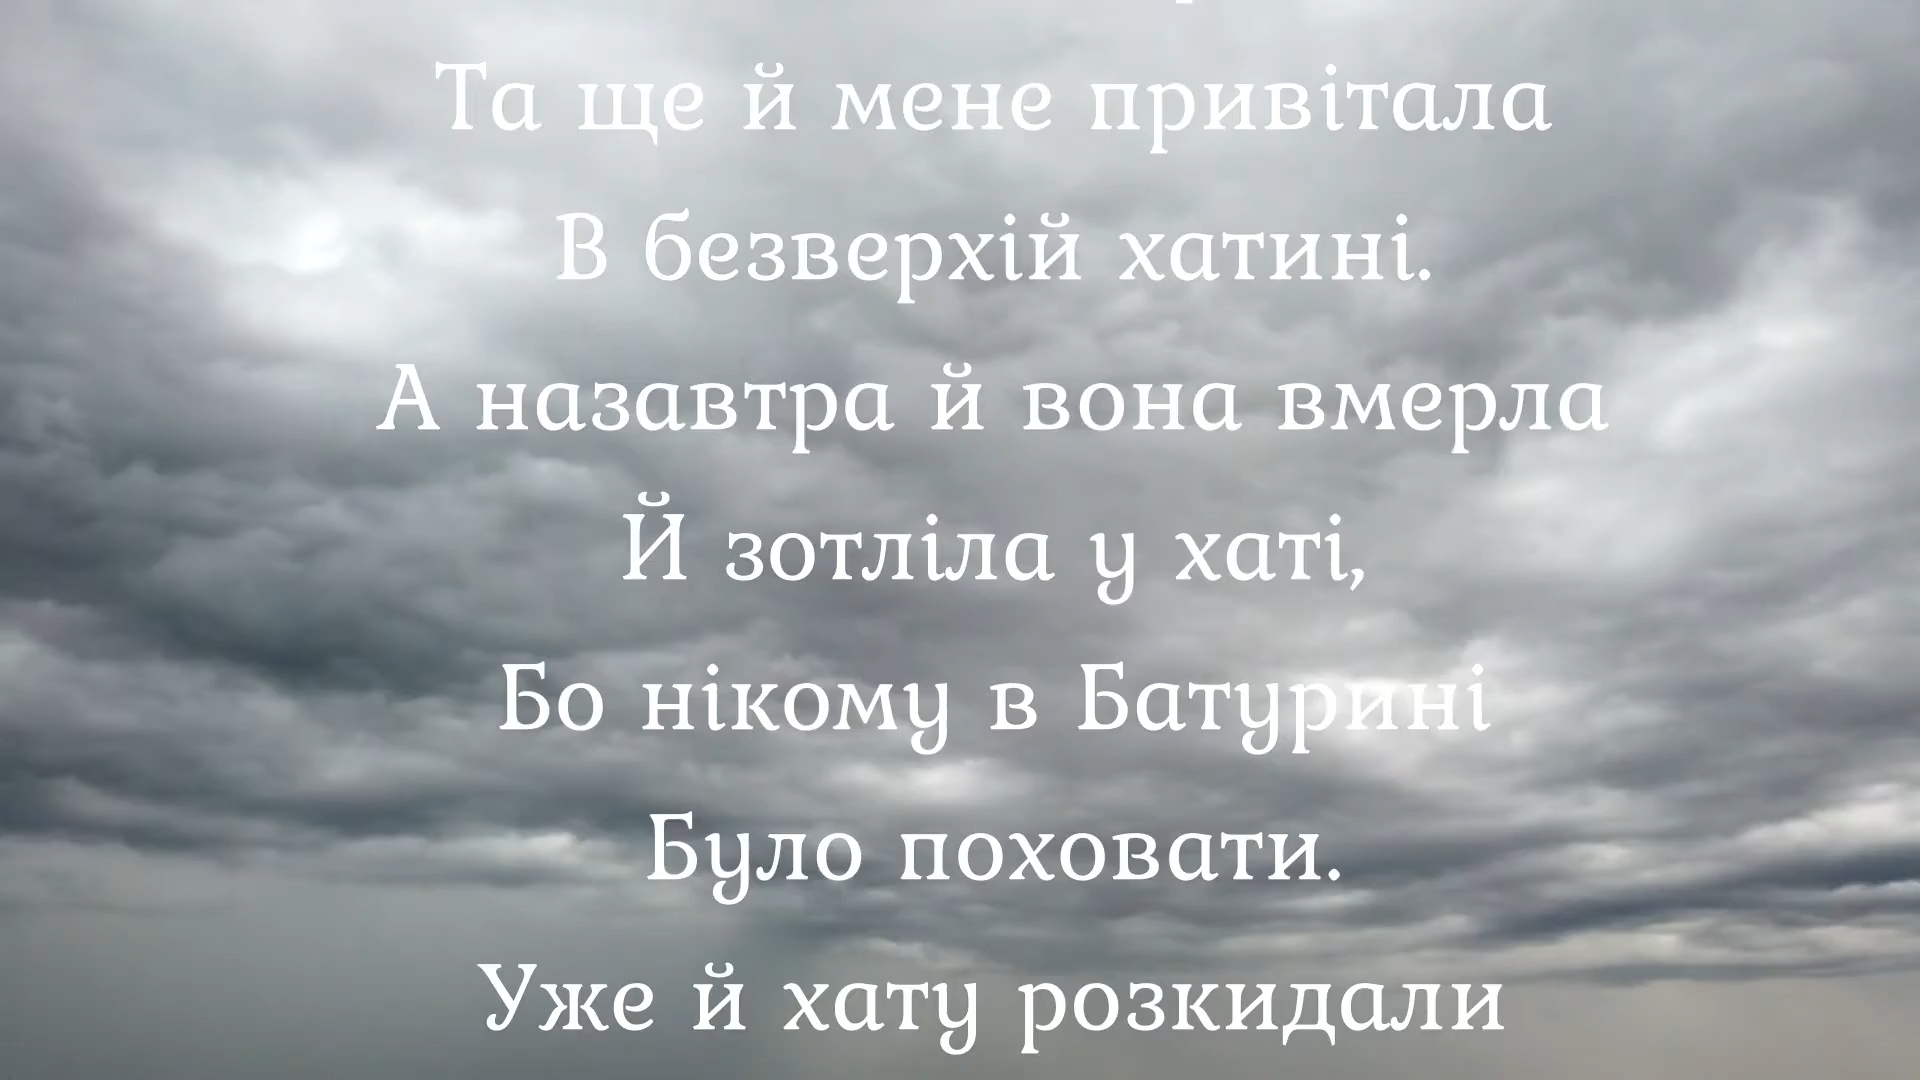 Та ще й мене привітала
В безверхій хатині.
А назавтра й вона вмерла
Й зотліла у хаті,
Бо нікому в Батурині
Було поховати.
Уже й хату розкидали